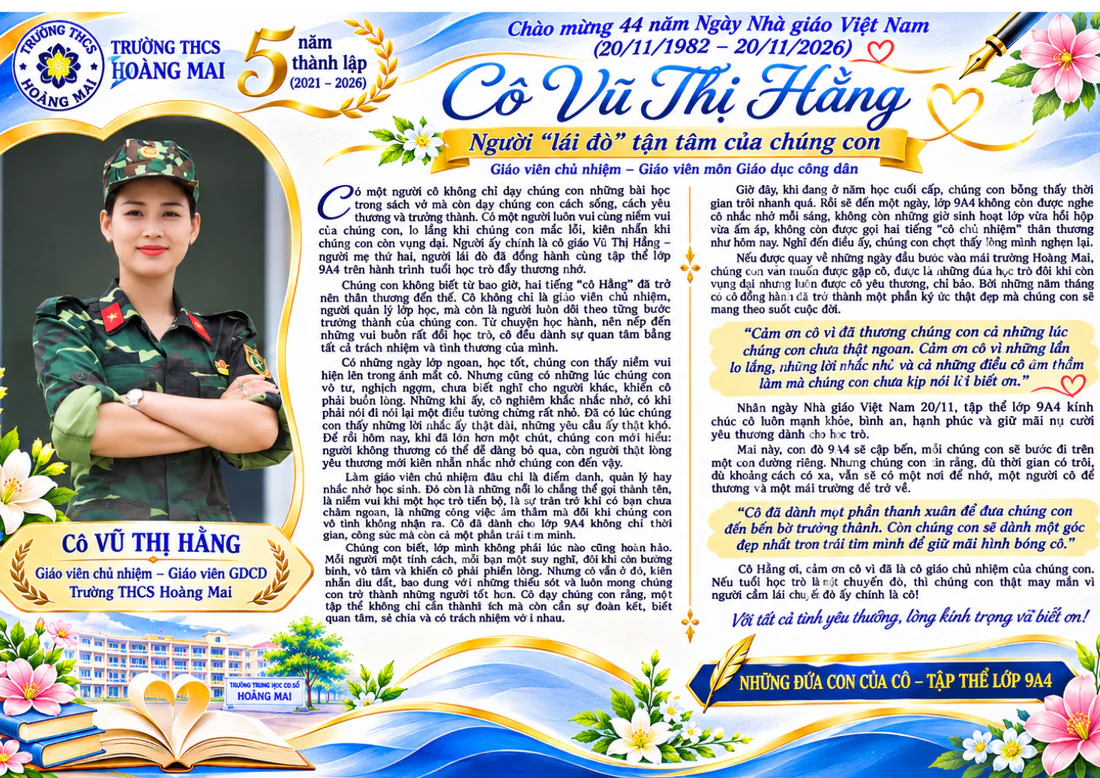 TRƯỜNG THCS
HOÀNG MAI
TRƯỜNG THCS
HOÀNG MAI
5 năm
thành lập
(2021 – 2026)
Chào mừng 44 năm Ngày Nhà giáo Việt Nam
(20/11/1982 – 20/11/2026)
Cô Vũ Thị Hằng
Người “lái đò” tận tâm của chúng con
Giáo viên chủ nhiệm – Giáo viên môn Giáo dục công dân
Có một người cô không chỉ dạy chúng con những bài học
trong sách vở mà còn dạy chúng con cách sống, cách yêu
thương và trưởng thành. Có một người luôn vui cùng niềm vui
của chúng con, lo lắng khi chúng con mắc lỗi, kiên nhẫn khi
chúng con còn vụng dại. Người ấy chính là cô giáo Vũ Thị Hằng –
người mẹ thứ hai, người lái đò đã đồng hành cùng tập thể lớp
9A4 trên hành trình tuổi học trò đầy thương nhớ.
Chúng con không biết từ bao giờ, hai tiếng “cô Hằng” đã trở
nên thân thương đến thế. Cô không chỉ là giáo viên chủ nhiệm,
người quản lý lớp học, mà còn là người luôn dõi theo từng bước
trưởng thành của chúng con. Từ chuyện học hành, nên nếp đến
những vui buồn rất đỗi học trò, cô đều dành sự quan tâm bằng
tất cả trách nhiệm và tình thương của mình.
Có những ngày lớp ngoan, học tốt, chúng con thấy niềm vui
hiện lên trong ánh mắt cô. Nhưng cũng có những lúc chúng con
vô tư, nghịch ngợm, chưa biết nghĩ cho người khác, khiến cô
phải buồn lòng. Những khi ấy, cô nghiêm khắc nhắc nhở, có khi
phải nói đi nói lại một điều tưởng chừng rất nhỏ. Đã có lúc chúng
con thấy những lời nhắc ấy thật dài, những yêu cầu ấy thật khó.
Để rồi hôm nay, khi đã lớn hơn một chút, chúng con mới hiểu:
người không thương có thể dễ dàng bỏ qua, còn người thật lòng
yêu thương mới kiên nhẫn nhắc nhở chúng con đến vậy.
Làm giáo viên chủ nhiệm đâu chỉ là điểm danh, quản lý hay
nhắc nhở học sinh. Đó còn là những nỗi lo chẳng thể gọi thành tên,
là niềm vui khi một học trò tiến bộ, là sự trăn trở khi có bạn chưa
chăm ngoan, là những công việc âm thầm mà đôi khi chúng con
vô tình không nhận ra. Cô đã dành cho lớp 9A4 không chỉ thời
gian, công sức mà còn cả một phần trái tim mình.
Chúng con biết, lớp mình không phải lúc nào cũng hoàn hảo.
Mỗi người một tính cách, mỗi bạn một suy nghĩ, đôi khi còn bướng
bỉnh, vô tâm và khiến cô phải phiền lòng. Nhưng cô vẫn ở đó, kiên
nhẫn dìu dắt, bao dung với những thiếu sót và luôn mong chúng
con trở thành những người tốt hơn. Cô dạy chúng con rằng, một
tập thể không chỉ cần thành ích mà còn cần sự đoàn kết, biết
quan tâm, sẻ chia và có trách nhiệm với nhau.
Giờ đây, khi đang ở năm học cuối cấp, chúng con bỗng thấy thời
gian trôi nhanh quá. Rồi sẽ đến một ngày, lớp 9A4 không còn được nghe
cô nhắc nhở mỗi sáng, không còn những giờ sinh hoạt lớp vừa hồi hộp
vừa ấm áp, không còn được gọi hai tiếng “cô chủ nhiệm” thân thương
như hôm nay. Nghĩ đến điều ấy, chúng con chợt thấy lòng mình nghẹn lại.
Nếu được quay về những ngày đầu bước vào mái trường Hoàng Mai,
chúng con vẫn muốn được gặp cô, được là những đứa học trò đôi khi còn
vụng dại nhưng luôn được cô yêu thương, chỉ bảo. Bởi những năm tháng
có cô đồng hành đã trở thành một phần ký ức thật đẹp mà chúng con sẽ
mang theo suốt cuộc đời.
“Cảm ơn cô vì đã thương chúng con cả những lúc
chúng con chưa thật ngoan. Cảm ơn cô vì những lần
lo lắng, những lời nhắc nhở và cả những điều cô âm thầm
làm mà chúng con chưa kịp nói lời biết ơn.”
Nhân ngày Nhà giáo Việt Nam 20/11, tập thể lớp 9A4 kính
chúc cô luôn mạnh khỏe, bình an, hạnh phúc và giữ mãi nụ cười
yêu thương dành cho học trò.
Mai này, con đò 9A4 sẽ cập bến, mỗi chúng con sẽ bước đi trên
một con đường riêng. Nhưng chúng con tin rằng, dù thời gian có trôi,
dù khoảng cách có xa, vẫn sẽ có một nơi để nhớ, một người cô để
thương và một mái trường để trở về.
“Cô đã dành một phần thanh xuân để đưa chúng con
đến bến bờ trưởng thành. Còn chúng con sẽ dành một góc
đẹp nhất trong trái tim mình để giữ mãi hình bóng cô.”
Cô Hằng ơi, cảm ơn cô vì đã là cô giáo chủ nhiệm của chúng con.
Nếu tuổi học trò là một chuyến đò, thì chúng con thật may mắn vì
người cầm lái chuyến đò ấy chính là cô!
Với tất cả tình yêu thương, lòng kính trọng và biết ơn!
NHỮNG ĐỨA CON CỦA CÔ – TẬP THỂ LỚP 9A4
Cô VŨ THỊ HẰNG
Giáo viên chủ nhiệm – Giáo viên GDCD
Trường THCS Hoàng Mai
TRƯỜNG TRUNG HỌC CƠ SỞ
HOÀNG MAI